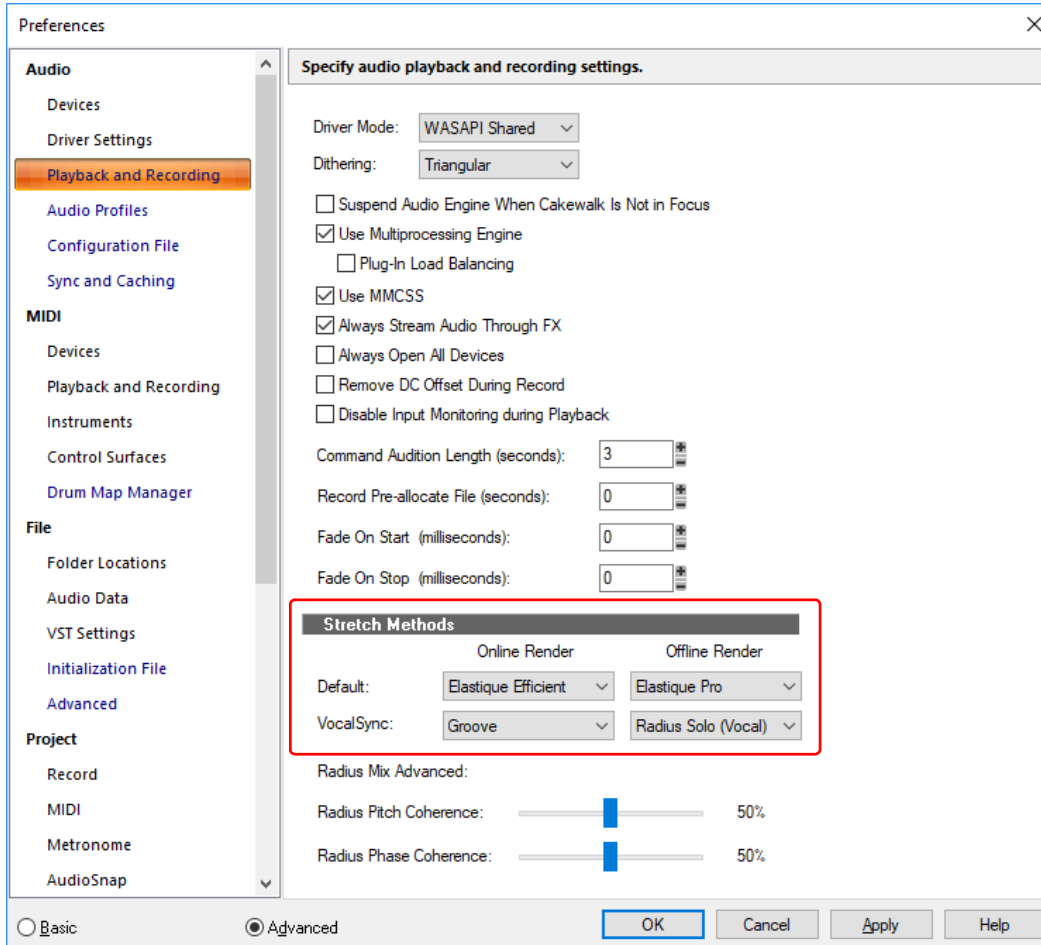 Preferences
Audio
Devices
Driver Settings
Playback and Recording
Audio Profiles
Configuration File
Sync and Caching
MIDI
Devices
Playback and Recording
Instruments
Control Surfaces
Drum Map Manager
File
Folder Locations
Audio Data
VST Settings
Initialization File
Advanced
Project
Record
MIDI
Metronome
AudioSnap
Specify audio playback and recording settings.
Driver Mode: WASAPI Shared
Dithering: Triangular
Suspend Audio Engine When Cakewalk Is Not in Focus
Use Multiprocessing Engine
Plug-In Load Balancing
Use MMCSS
Always Stream Audio Through FX
Always Open All Devices
Remove DC Offset During Record
Disable Input Monitoring during Playback
Command Audition Length (seconds): 3
Record Pre-allocate File (seconds): 0
Fade On Start (milliseconds): 0
Fade On Stop (milliseconds): 0
Stretch Methods
Online Render Offline Render
Default: Elastique Efficient Elastique Pro
VocalSync: Groove Radius Solo (Vocal)
Radius Mix Advanced:
Radius Pitch Coherence: 50%
Radius Phase Coherence: 50%
Basic Advanced OK Cancel Apply Help